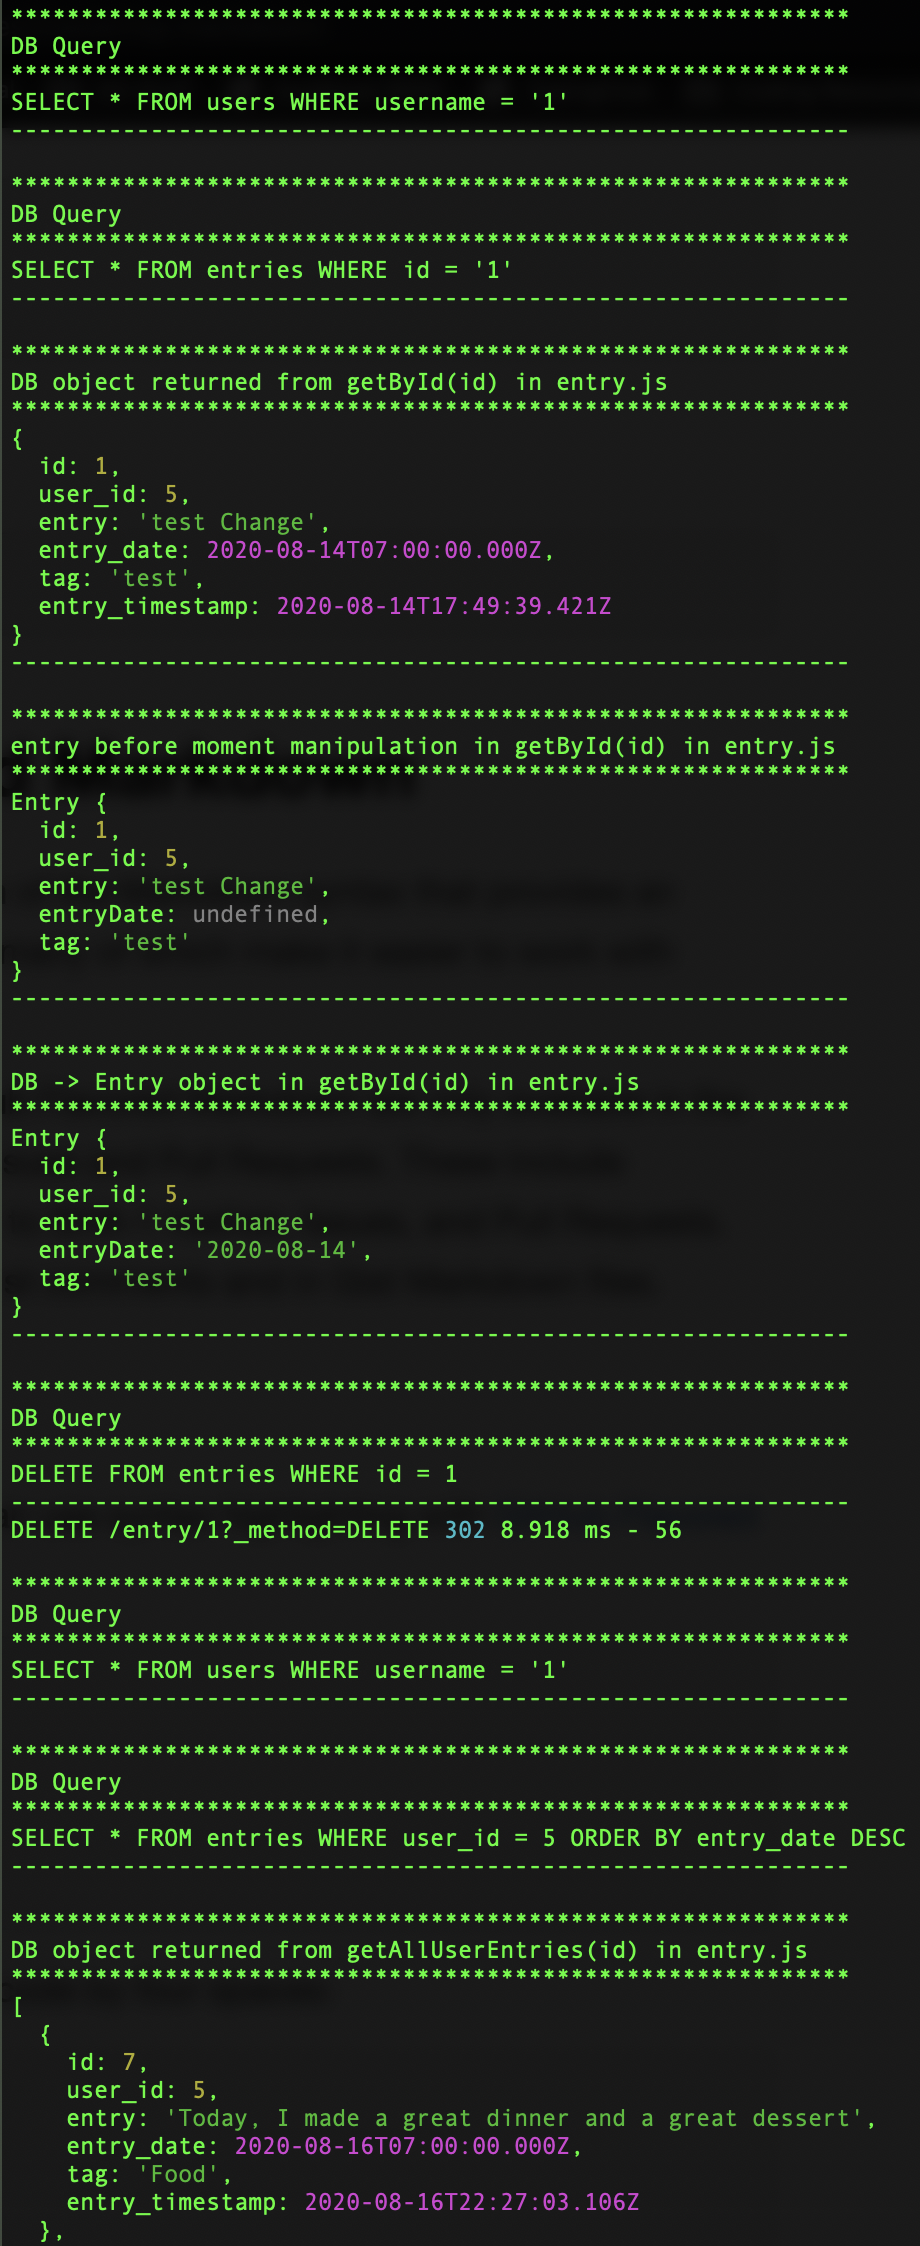 ************************************************************
DB Query
************************************************************
SELECT * FROM users WHERE username = '1'
------------------------------------------------------------
************************************************************
DB Query
************************************************************
SELECT * FROM entries WHERE id = '1'
------------------------------------------------------------
************************************************************
DB object returned from getById(id) in entry.js
************************************************************
{
  id: 1,
  user_id: 5,
  entry: 'test Change',
  entry_date: 2020-08-14T07:00:00.000Z,
  tag: 'test',
  entry_timestamp: 2020-08-14T17:49:39.421Z
}
------------------------------------------------------------
************************************************************
entry before moment manipulation in getById(id) in entry.js
************************************************************
Entry {
  id: 1,
  user_id: 5,
  entry: 'test Change',
  entryDate: undefined,
  tag: 'test'
}
------------------------------------------------------------
************************************************************
DB -> Entry object in getById(id) in entry.js
************************************************************
Entry {
  id: 1,
  user_id: 5,
  entry: 'test Change',
  entryDate: '2020-08-14',
  tag: 'test'
}
------------------------------------------------------------
************************************************************
DB Query
************************************************************
DELETE FROM entries WHERE id = 1
------------------------------------------------------------
DELETE /entry/1?_method=DELETE 302 8.918 ms - 56
************************************************************
DB Query
************************************************************
SELECT * FROM users WHERE username = '1'
------------------------------------------------------------
************************************************************
DB Query
************************************************************
SELECT * FROM entries WHERE user_id = 5 ORDER BY entry_date DESC
------------------------------------------------------------
************************************************************
DB object returned from getAllUserEntries(id) in entry.js
************************************************************
[
  {
    id: 7,
    user_id: 5,
    entry: 'Today, I made a great dinner and a great dessert',
    entry_date: 2020-08-16T07:00:00.000Z,
    tag: 'Food',
    entry_timestamp: 2020-08-16T22:27:03.106Z
  },